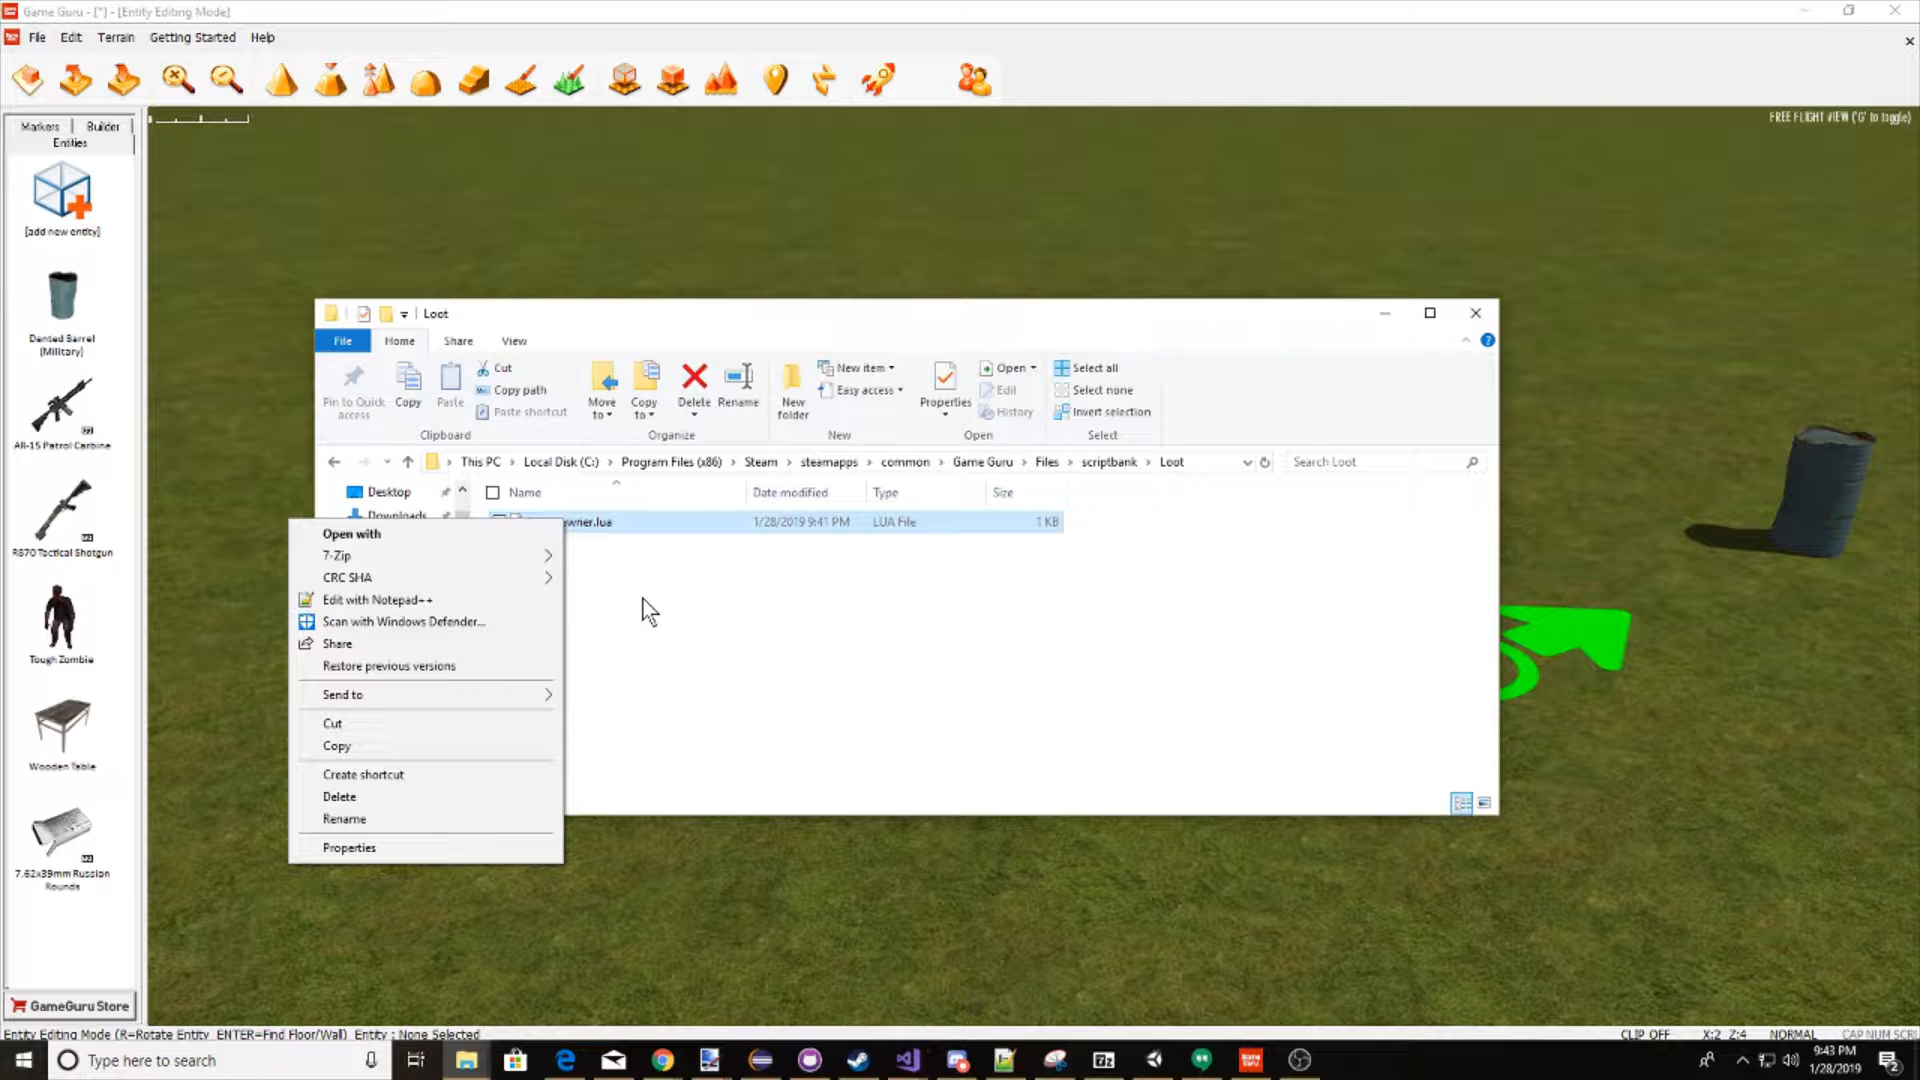 Game Guru - [*] - [Entity Editing Mode]
File Edit Terrain Getting Started Help
Markers Builder
Entities
FREE FLIGHT VIEW ('G' to toggle)
[add new entity]
Dented Barrel
(Military)
AR-15 Patrol Carbine
R870 Tactical Shotgun
Tough Zombie
Wooden Table
7.62x39mm Russian
Rounds
GameGuru Store
Loot
File Home Share View
Pin to Quick
access
Copy
Paste
Cut
Copy path
Paste shortcut
Clipboard
Move
to
Copy
to
Delete
Rename
Organize
New
folder
New item
Easy access
New
Properties
Open
Edit
History
Open
Select all
Select none
Invert selection
Select
This PC Local Disk (C:) Program Files (x86) Steam steamapps common Game Guru Files scriptbank Loot
Search Loot
Desktop
Downloads
Name Date modified Type Size
wner.lua 1/28/2019 9:41 PM LUA File 1 KB
Open with
7-Zip
CRC SHA
Edit with Notepad++
Scan with Windows Defender...
Share
Restore previous versions
Send to
Cut
Copy
Create shortcut
Delete
Rename
Properties
Entity Editing Mode (R=Rotate Entity ENTER=Find Floor/Wall) Entity : None Selected
CLIP OFF X:2 Z:4 NORMAL CAP NUM SCRL
Type here to search
9:43 PM
1/28/2019
2